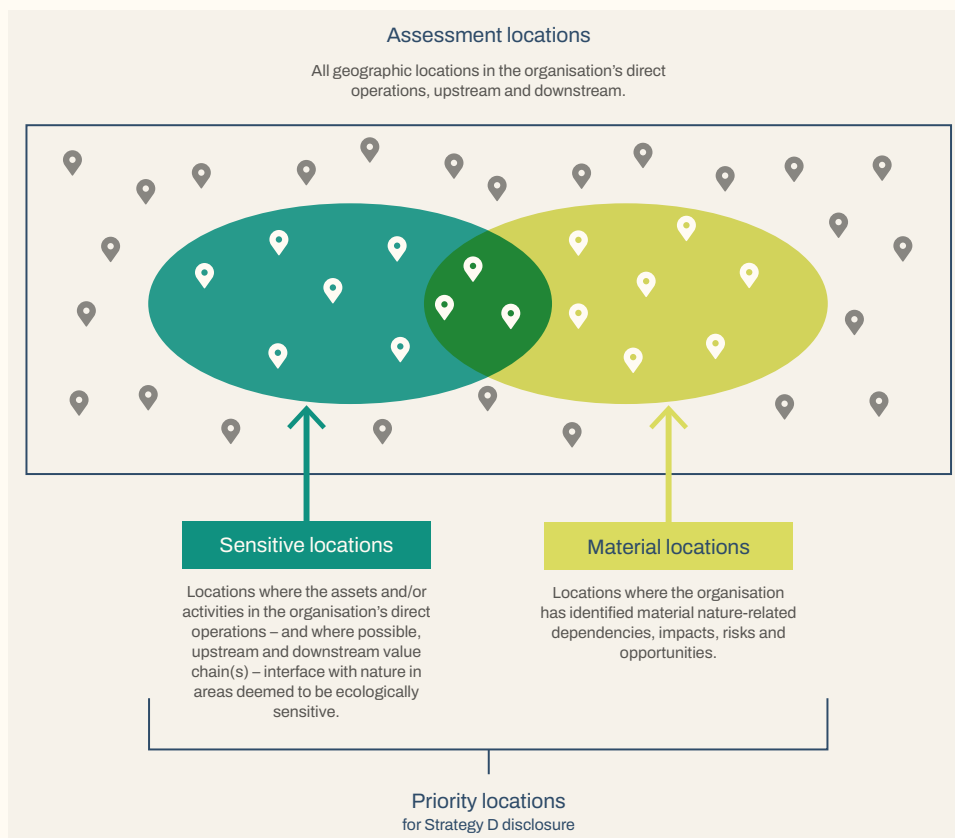 Assessment locations
All geographic locations in the organisation’s direct
operations, upstream and downstream.
Sensitive locations
Locations where the assets and/or
activities in the organisation’s direct
operations – and where possible,
upstream and downstream value
chain(s) – interface with nature in
areas deemed to be ecologically
sensitive.
Material locations
Locations where the organisation
has identified material nature-related
dependencies, impacts, risks and
opportunities.
Priority locations
for Strategy D disclosure